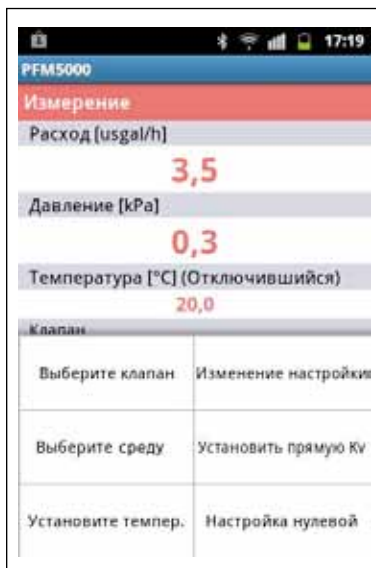 17:19
PFM5000
Измерение
Расход [usgal/h]
3,5
Давление [kPa]
0,3
Температура [°C] (Отключившийся)
20,0
Клапан
Выберите клапан
Изменение настройки
Выберите среду
Установить прямую Kv
Установите темпер.
Настройка нулевой